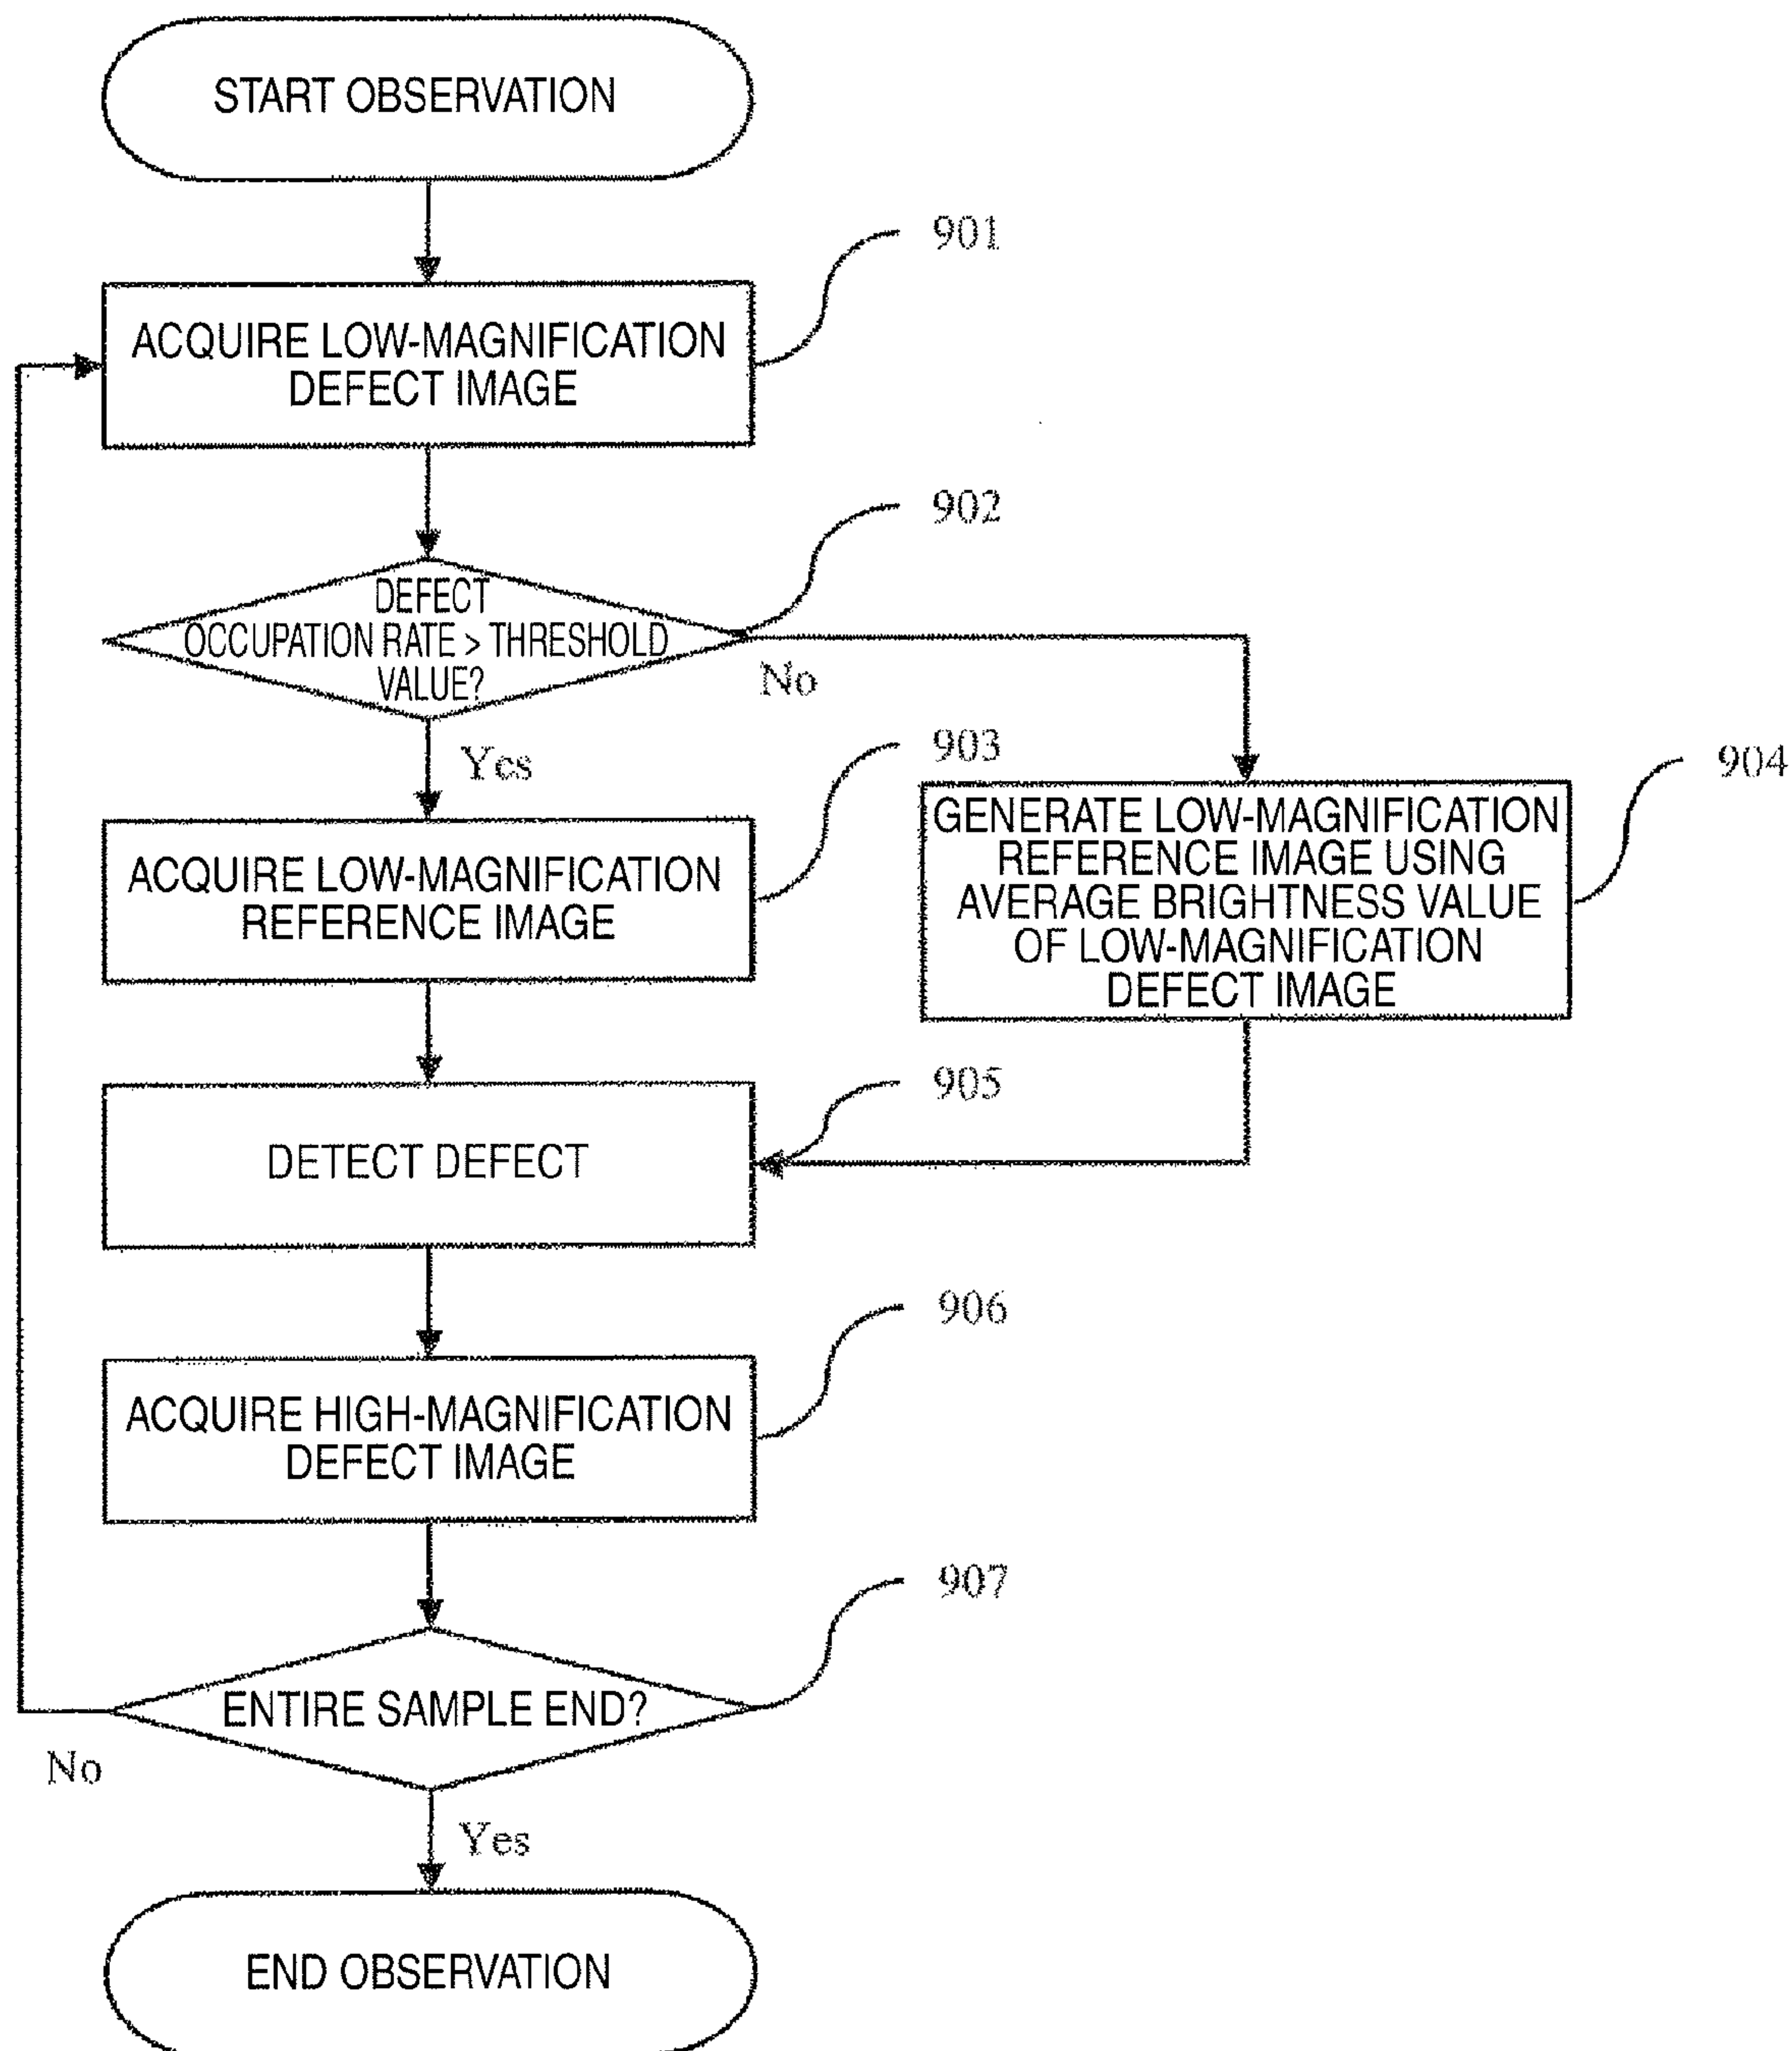 START OBSERVATION
901
ACQUIRE LOW-MAGNIFICATION
DEFECT IMAGE
902
DEFECT
OCCUPATION RATE > THRESHOLD
VALUE?
No
Yes
903
904
ACQUIRE LOW-MAGNIFICATION
REFERENCE IMAGE
GENERATE LOW-MAGNIFICATION
REFERENCE IMAGE USING
AVERAGE BRIGHTNESS VALUE
OF LOW-MAGNIFICATION
DEFECT IMAGE
905
DETECT DEFECT
906
ACQUIRE HIGH-MAGNIFICATION
DEFECT IMAGE
907
ENTIRE SAMPLE END?
No
Yes
END OBSERVATION